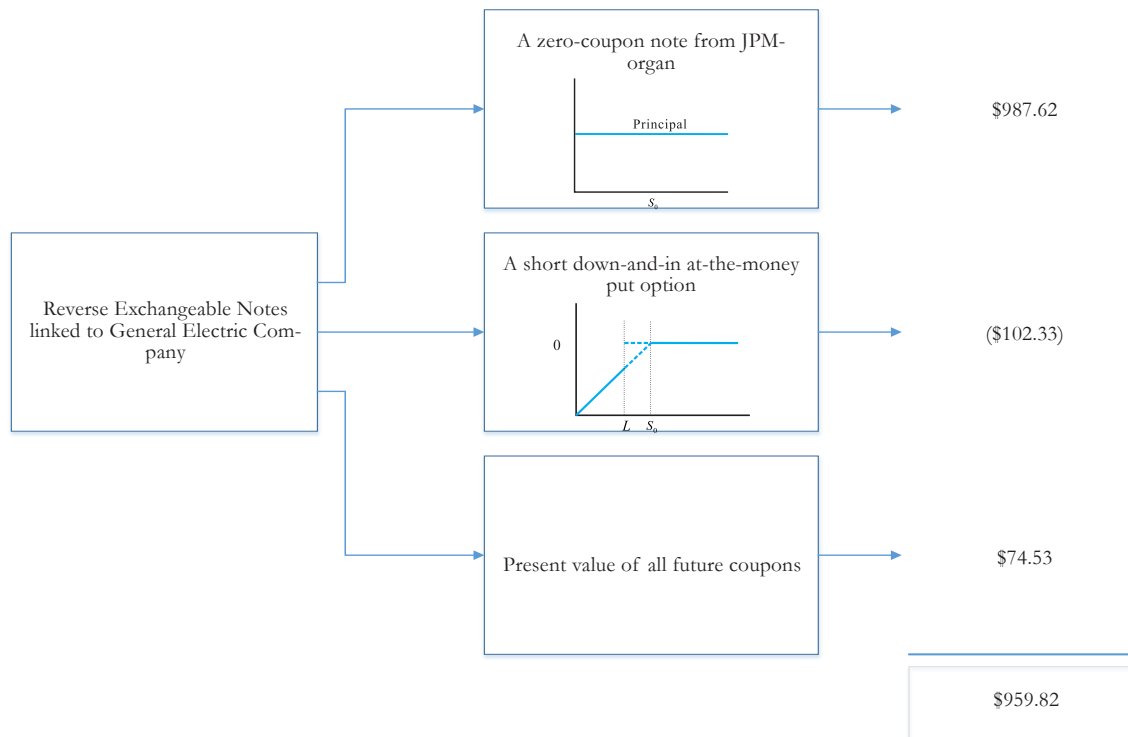 A zero-coupon note from JPM-
organ
Principal
S₀
$987.62
Reverse Exchangeable Notes
linked to General Electric Com-
pany
A short down-and-in at-the-money
put option
0
L S₀
($102.33)
Present value of all future coupons
$74.53
$959.82